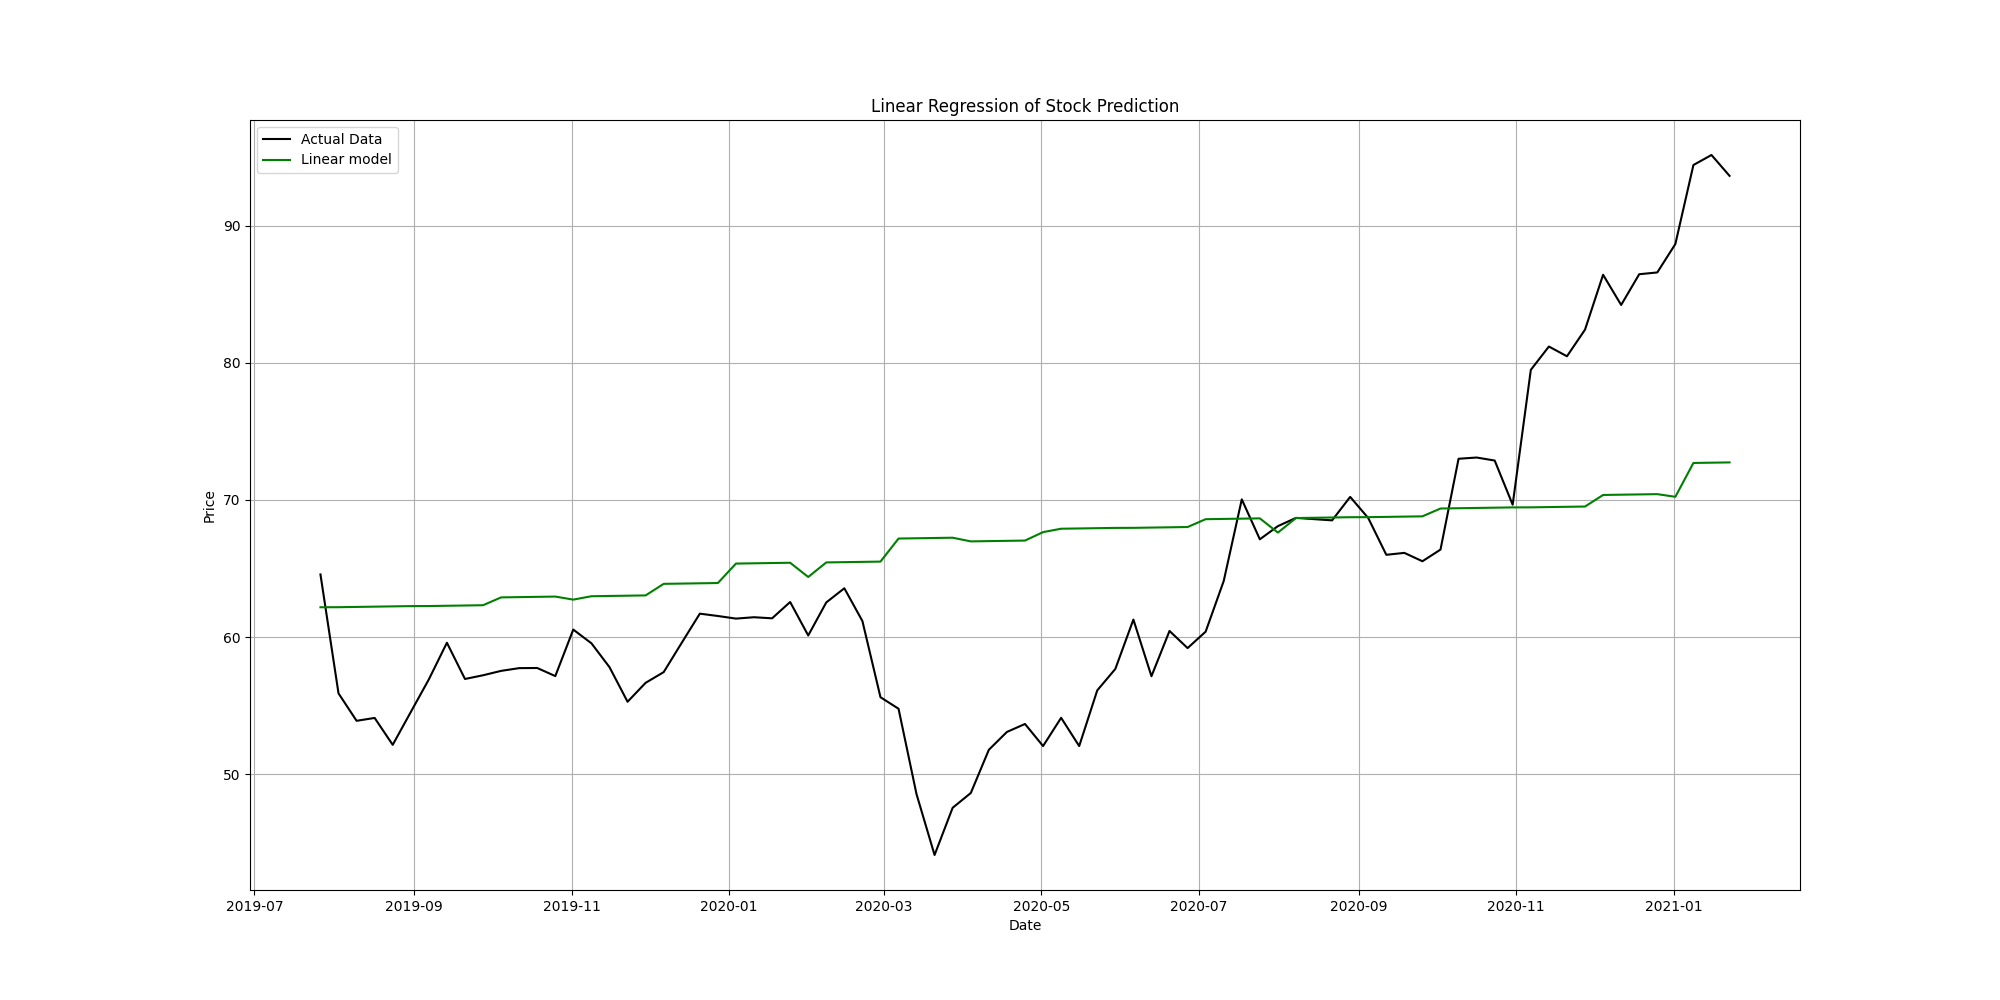 Linear Regression of Stock Prediction
Actual Data
Linear model
Price
90
80
70
60
50
2019-07 2019-09 2019-11 2020-01 2020-03 2020-05 2020-07 2020-09 2020-11 2021-01
Date